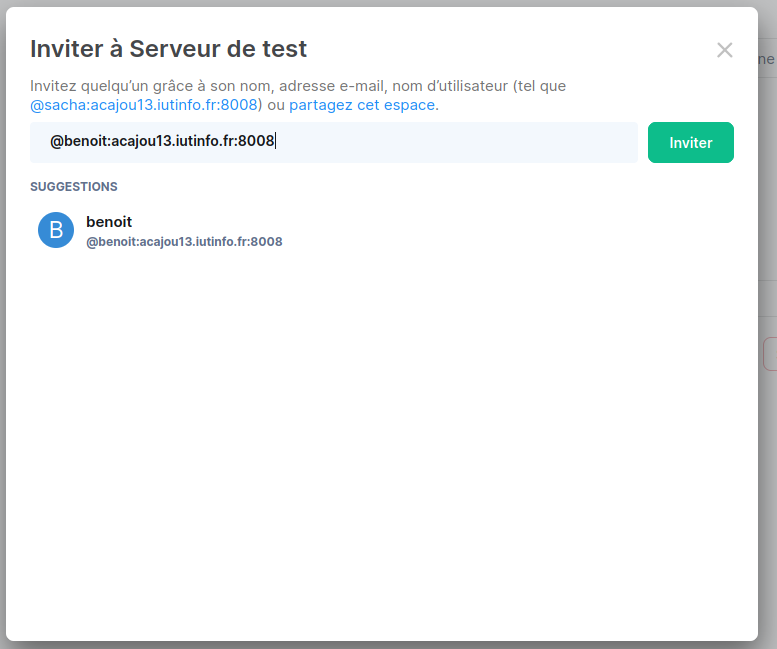 Inviter à Serveur de test
Invitez quelqu’un grâce à son nom, adresse e-mail, nom d’utilisateur (tel que
@sacha:acajou13.iutinfo.fr:8008) ou partagez cet espace.
@benoit:acajou13.iutinfo.fr:8008
Inviter
SUGGESTIONS
B
benoit
@benoit:acajou13.iutinfo.fr:8008